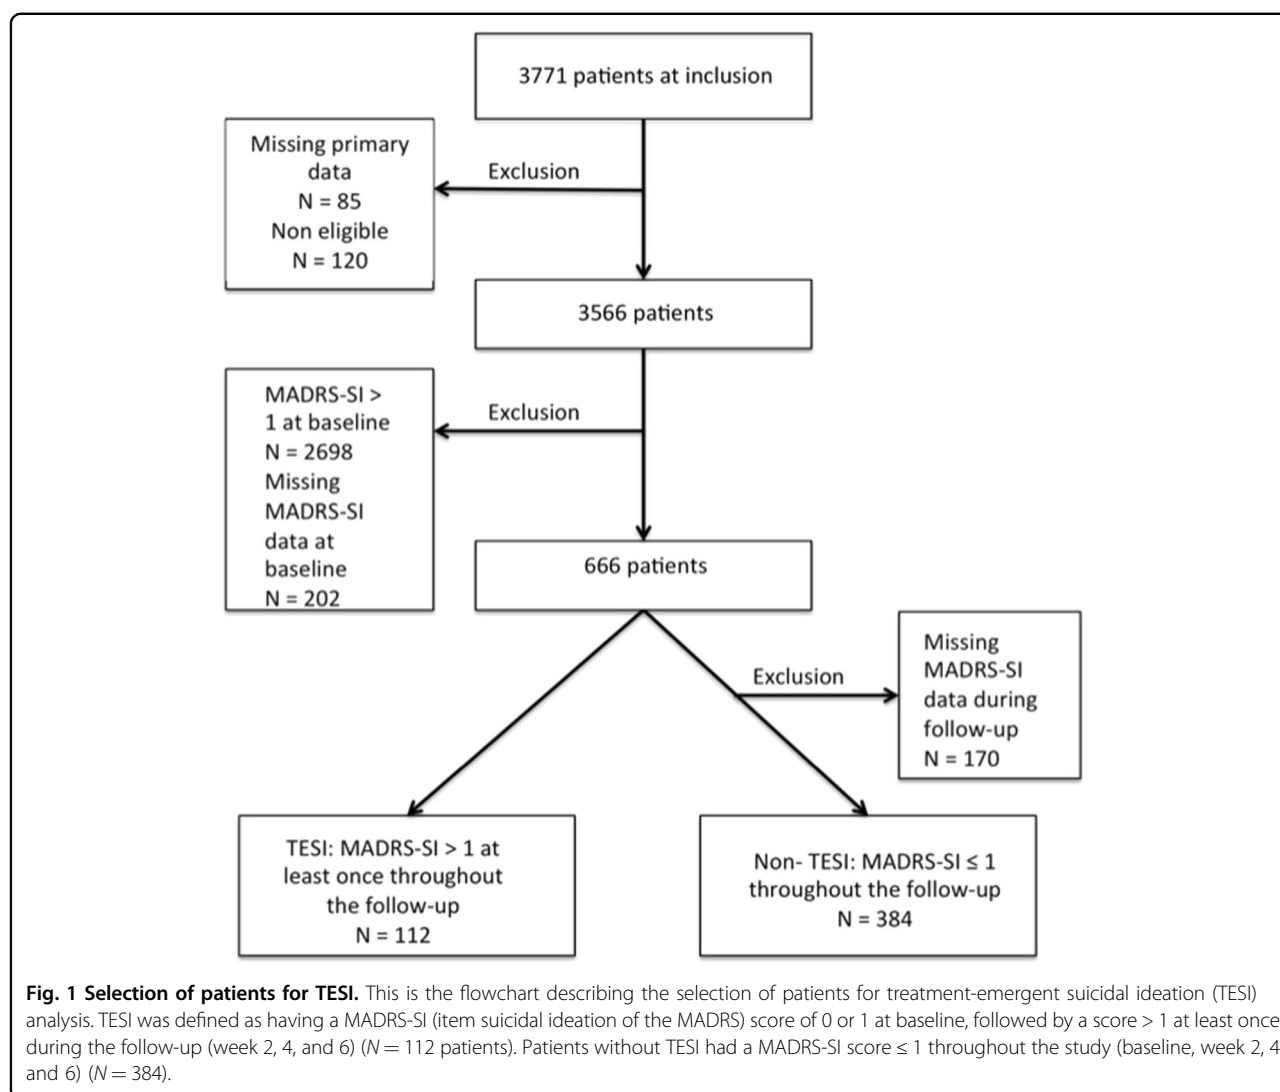 3771 patients at inclusion
Missing primary
data
N = 85
Non eligible
N = 120
Exclusion
3566 patients
MADRS-SI >
1 at baseline
N = 2698
Missing
MADRS-SI
data at
baseline
N = 202
Exclusion
666 patients
Exclusion
Missing
MADRS-SI
data during
follow-up
N = 170
TESI: MADRS-SI > 1 at
least once throughout
the follow-up
N = 112
Non- TESI: MADRS-SI ≤ 1
throughout the follow-up
N = 384
Fig. 1 Selection of patients for TESI. This is the flowchart describing the selection of patients for treatment-emergent suicidal ideation (TESI)
analysis. TESI was defined as having a MADRS-SI (item suicidal ideation of the MADRS) score of 0 or 1 at baseline, followed by a score > 1 at least once
during the follow-up (week 2, 4, and 6) (N = 112 patients). Patients without TESI had a MADRS-SI score ≤ 1 throughout the study (baseline, week 2, 4
and 6) (N = 384).